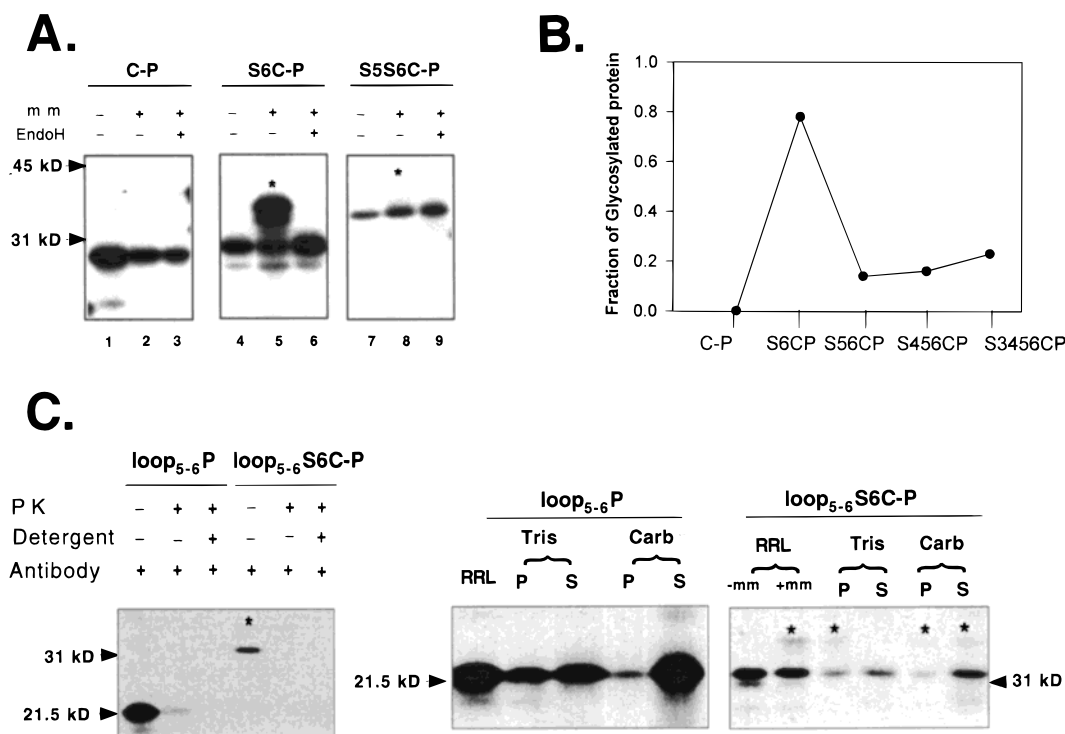 A.
C-P S6C-P S5S6C-P
m m – + + – + + – + +
EndoH – – + – – + – – +
45 kD
* *
31 kD
1 2 3 4 5 6 7 8 9
B.
Fraction of Glycosylated protein
1.0
0.8
0.6
0.4
0.2
0.0
C-P S6CP S56CP S456CP S3456CP
C.
loop5-6P loop5-6S6C-P
P K – + + – + +
Detergent – – + – – +
Antibody + + + + + +
*
31 kD
21.5 kD
loop5-6P
Tris Carb
RRL P S P S
21.5 kD
loop5-6S6C-P
RRL Tris Carb
-mm +mm P S P S
* * * *
31 kD